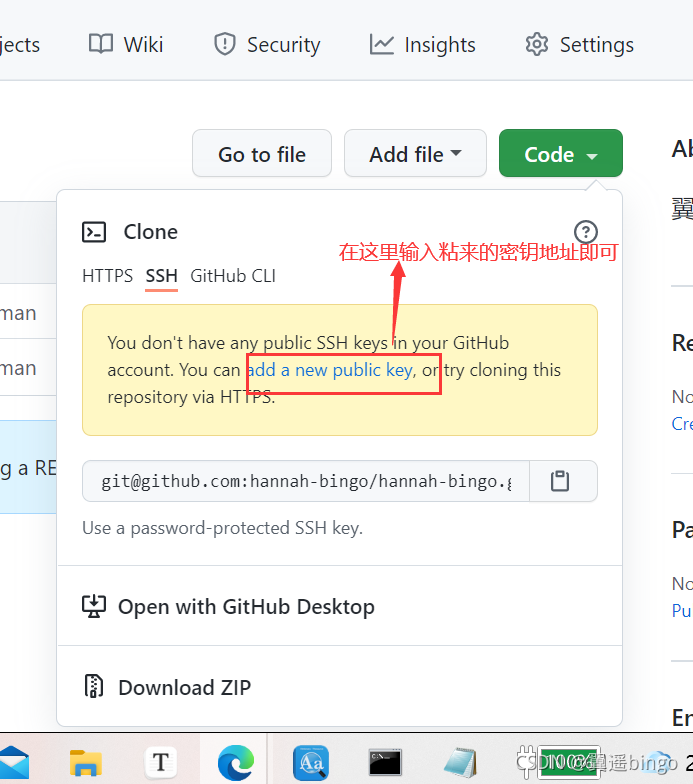 jects
Wiki
Security
Insights
Settings
Go to file
Add file
Code
Ab
翼
Clone
在这里输入粘来的密钥地址即可
HTTPS
SSH
GitHub CLI
man
man
You don't have any public SSH keys in your GitHub
account. You can add a new public key, or try cloning this
repository via HTTPS.
Re
No
Cre
g a RE
git@github.com:hannah-bingo/hannah-bingo.g
Use a password-protected SSH key.
Pa
No
Pu
Open with GitHub Desktop
Download ZIP
En
T
Aa
100%
CSDN @翼遥bingo
2